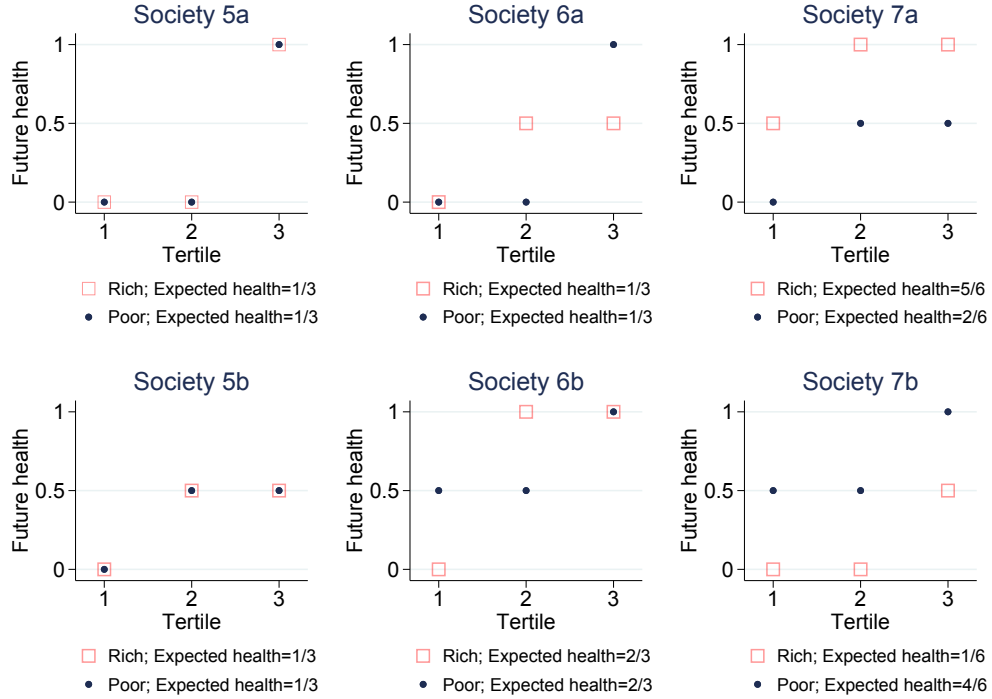 Society 5a
Society 6a
Society 7a
Future health
1
0.5
0
1 2 3
Tertile
Rich; Expected health=1/3
Poor; Expected health=1/3
Future health
1
0.5
0
1 2 3
Tertile
Rich; Expected health=1/3
Poor; Expected health=1/3
Future health
1
0.5
0
1 2 3
Tertile
Rich; Expected health=5/6
Poor; Expected health=2/6
Society 5b
Society 6b
Society 7b
Future health
1
0.5
0
1 2 3
Tertile
Rich; Expected health=1/3
Poor; Expected health=1/3
Future health
1
0.5
0
1 2 3
Tertile
Rich; Expected health=2/3
Poor; Expected health=2/3
Future health
1
0.5
0
1 2 3
Tertile
Rich; Expected health=1/6
Poor; Expected health=4/6